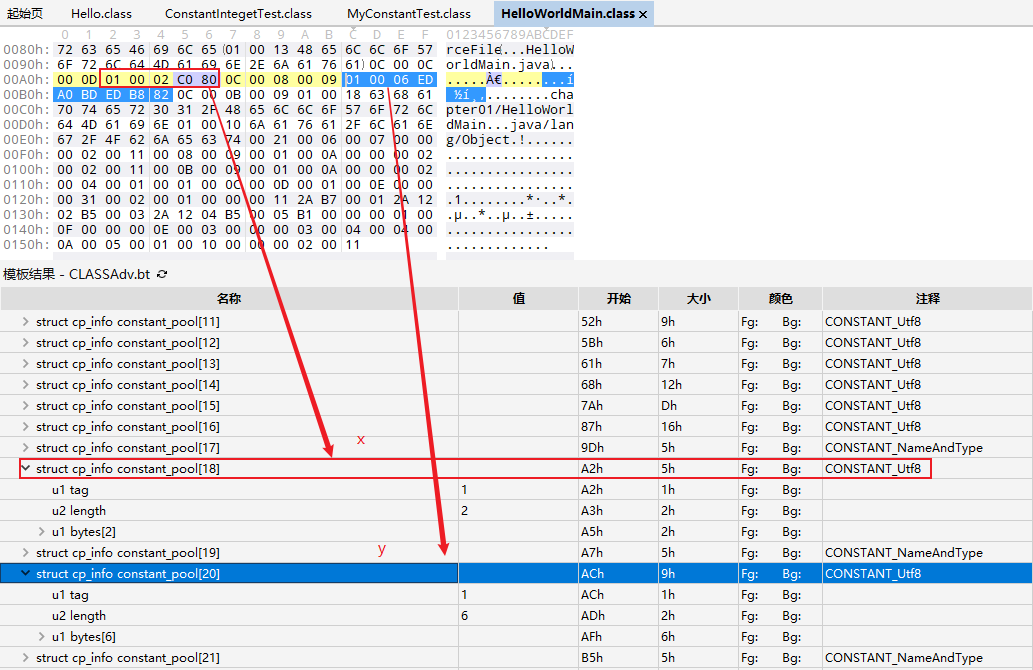 起始页 Hello.class ConstantIntegetTest.class MyConstantTest.class HelloWorldMain.class ×
0 1 2 3 4 5 6 7 8 9 A B C D E F 0123456789ABCDEF
0080h: 72 63 65 46 69 6C 65 01 00 13 48 65 6C 6C 6F 57 rceFile...HelloW
0090h: 6F 72 6C 64 4D 61 69 6E 2E 6A 61 76 61 0C 00 0C orldMain.java...
00A0h: 00 0D 01 00 02 C0 80 0C 00 08 00 09 01 00 06 ED .....À€........í
00B0h: A0 BD ED B8 82 0C 00 0B 00 09 01 00 18 63 68 61 ½í¸‚........cha
00C0h: 70 74 65 72 30 31 2F 48 65 6C 6C 6F 57 6F 72 6C pter01/HelloWorl
00D0h: 64 4D 61 69 6E 01 00 10 6A 61 76 61 2F 6C 61 6E dMain...java/lan
00E0h: 67 2F 4F 62 6A 65 63 74 00 21 00 06 00 07 00 00 g/Object.!......
00F0h: 00 02 00 11 00 08 00 09 00 01 00 0A 00 00 00 02 ................
0100h: 00 02 00 11 00 0B 00 09 00 01 00 0A 00 00 00 02 ................
0110h: 00 04 00 01 00 01 00 0C 00 0D 00 01 00 0E 00 00 ................
0120h: 00 31 00 02 00 01 00 00 00 11 2A B7 00 01 2A 12 .1........*·..*.
0130h: 02 B5 00 03 2A 12 04 B5 00 05 B1 00 00 00 01 00 .µ..*..µ..±.....
0140h: 0F 00 00 00 0E 00 03 00 00 00 03 00 04 00 04 00 ................
0150h: 0A 00 05 00 01 00 10 00 00 00 02 00 11 .............
模板结果 - CLASSAdv.bt
名称 值 开始 大小 颜色 注释
struct cp_info constant_pool[11] 52h 9h Fg: Bg: CONSTANT_Utf8
struct cp_info constant_pool[12] 5Bh 6h Fg: Bg: CONSTANT_Utf8
struct cp_info constant_pool[13] 61h 7h Fg: Bg: CONSTANT_Utf8
struct cp_info constant_pool[14] 68h 12h Fg: Bg: CONSTANT_Utf8
struct cp_info constant_pool[15] 7Ah Dh Fg: Bg: CONSTANT_Utf8
struct cp_info constant_pool[16] 87h 16h Fg: Bg: CONSTANT_Utf8
x
struct cp_info constant_pool[17] 9Dh 5h Fg: Bg: CONSTANT_NameAndType
struct cp_info constant_pool[18] A2h 5h Fg: Bg: CONSTANT_Utf8
u1 tag 1 A2h 1h Fg: Bg:
u2 length 2 A3h 2h Fg: Bg:
u1 bytes[2] A5h 2h Fg: Bg:
y
struct cp_info constant_pool[19] A7h 5h Fg: Bg: CONSTANT_NameAndType
struct cp_info constant_pool[20] ACh 9h Fg: Bg: CONSTANT_Utf8
u1 tag 1 ACh 1h Fg: Bg:
u2 length 6 ADh 2h Fg: Bg:
u1 bytes[6] AFh 6h Fg: Bg:
struct cp_info constant_pool[21] B5h 5h Fg: Bg: CONSTANT_NameAndType